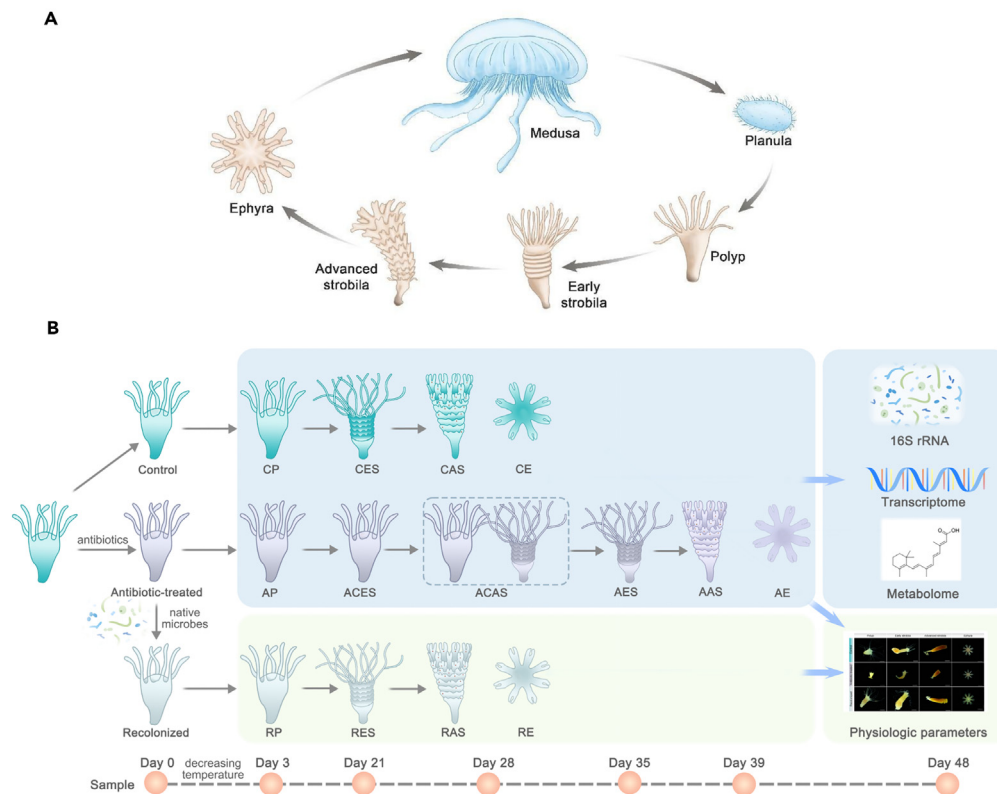 A
Medusa
Planula
Ephyra
Polyp
Advanced
strobila
Early
strobila
B
Control
CP
CES
CAS
CE
16S rRNA
Transcriptome
antibiotics
Antibiotic-treated
AP
ACES
ACAS
AES
AAS
AE
O
OH
Metabolome
native
microbes
Recolonized
RP
RES
RAS
RE
Physiologic parameters
Day 0
decreasing
temperature
Day 3
Day 21
Day 28
Day 35
Day 39
Day 48
Sample